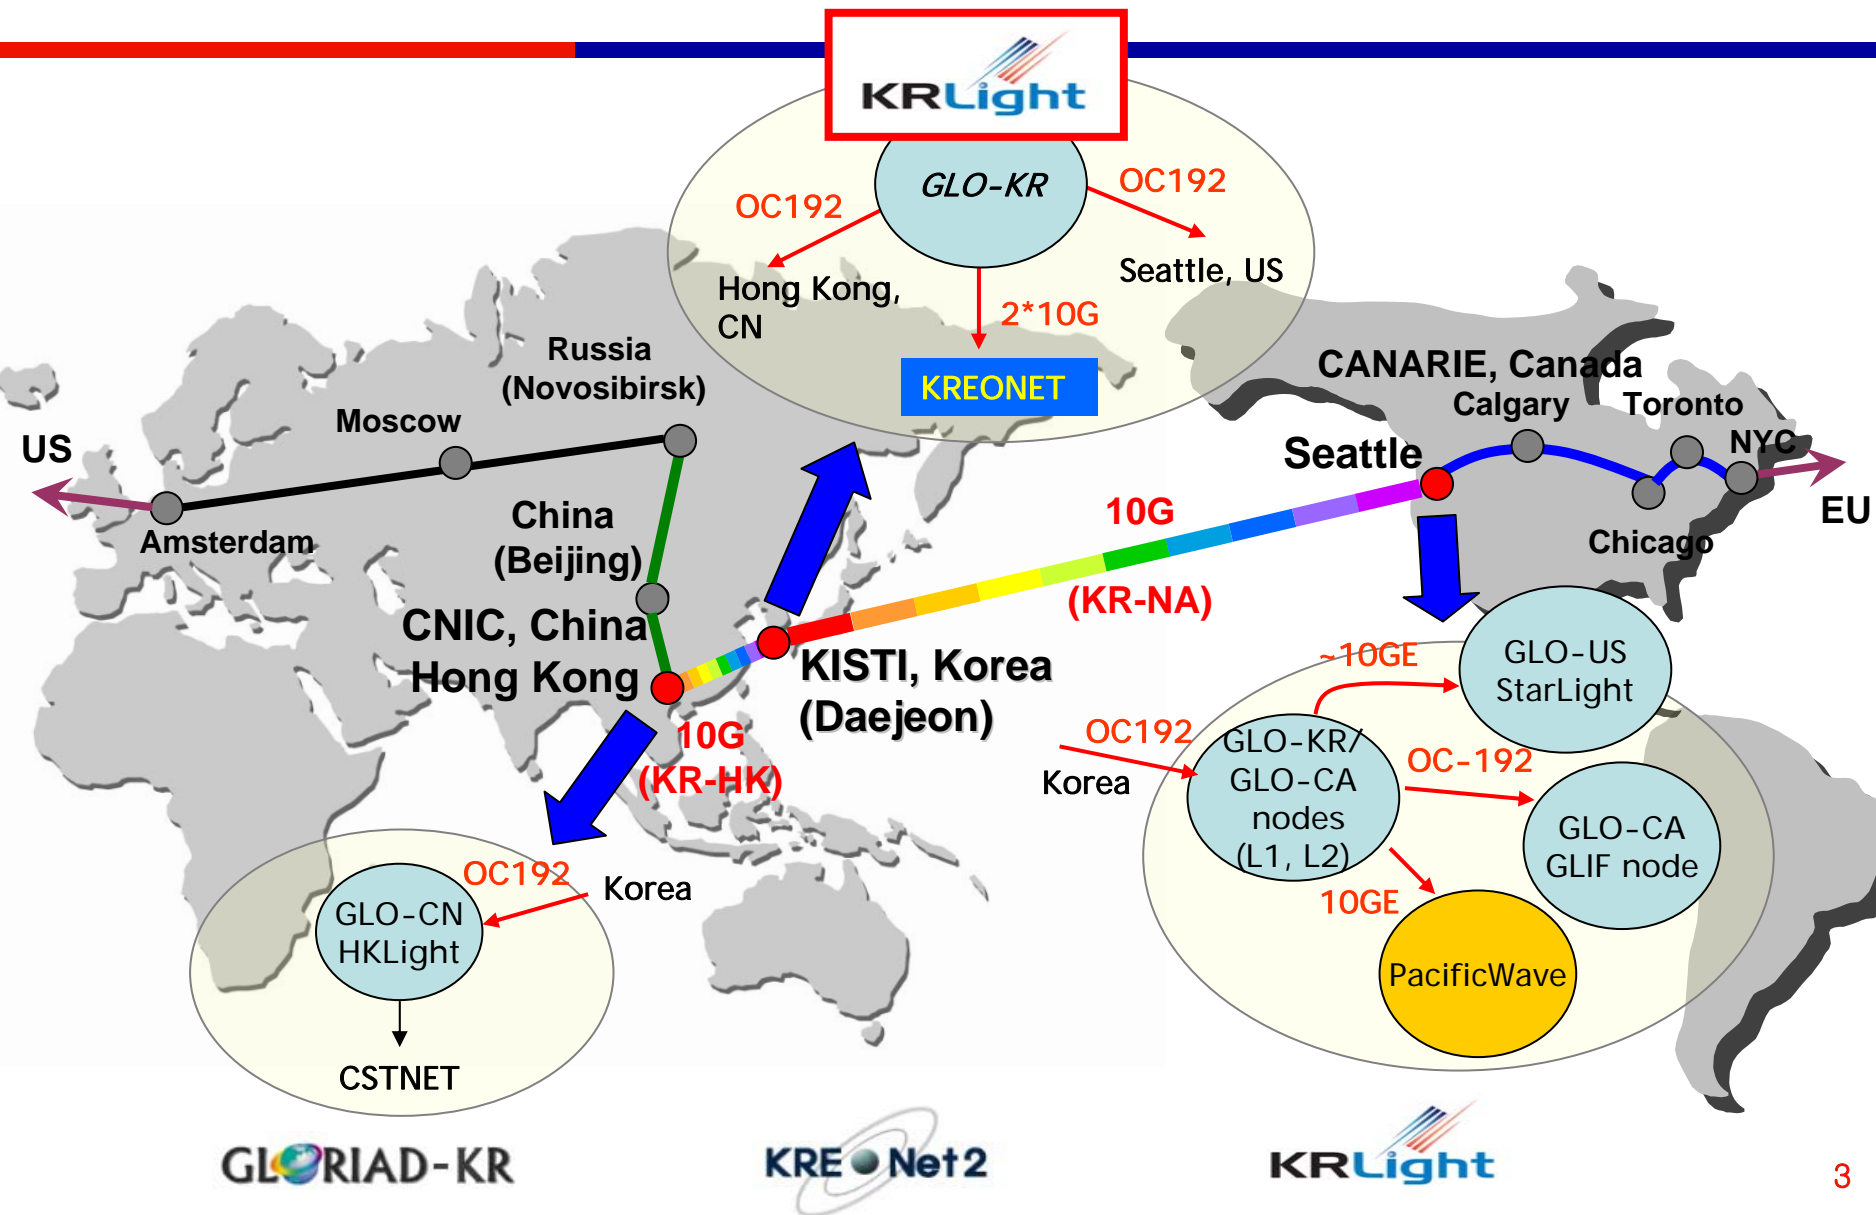 KRLight
GLO-KR
OC192
OC192
Hong Kong,
CN
Seattle, US
2*10G
KREONET
Russia
(Novosibirsk)
Moscow
US
Amsterdam
China
(Beijing)
CNIC, China
Hong Kong
KISTI, Korea
(Daejeon)
10G
(KR-HK)
10G
(KR-NA)
CANARIE, Canada
Calgary
Toronto
NYC
Seattle
Chicago
EU
~10GE
GLO-US
StarLight
OC192
Korea
GLO-KR/
GLO-CA
nodes
(L1, L2)
OC-192
GLO-CA
GLIF node
10GE
PacificWave
OC192
Korea
GLO-CN
HKLight
CSTNET
GLORIAD-KR
KREONet2
KRLight
3